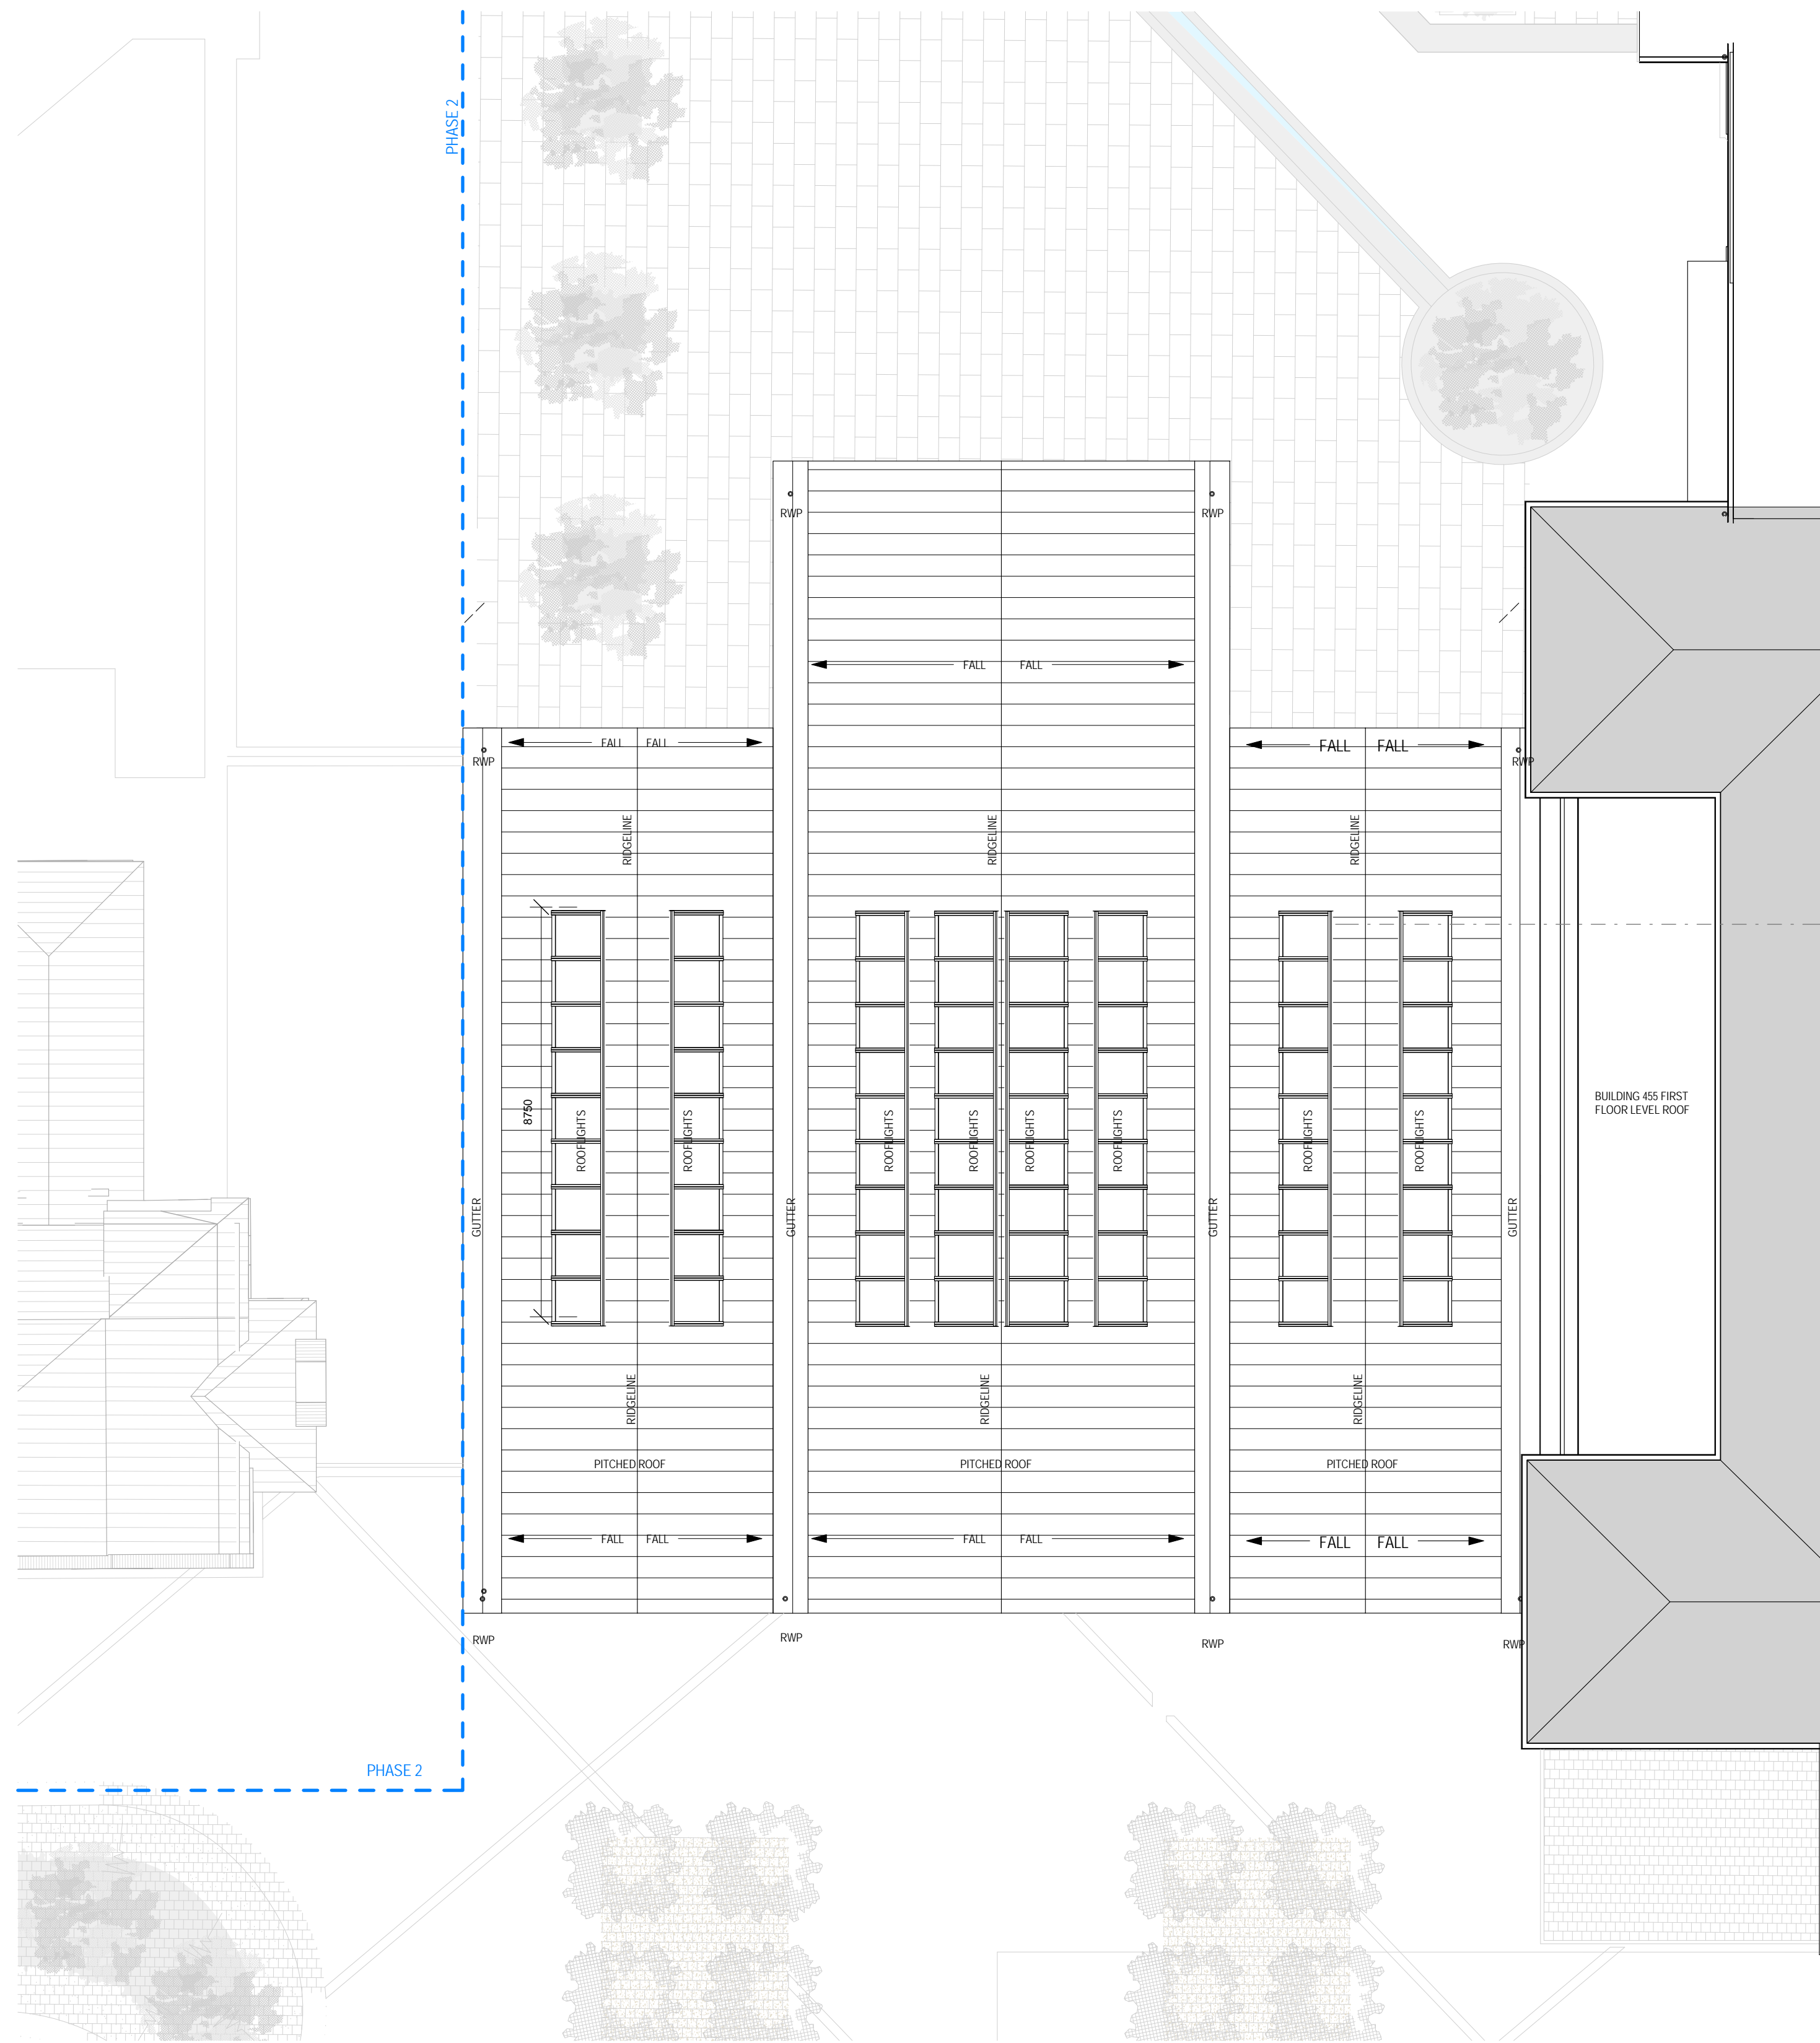 PHASE 2
RWP
RWP
FALL
FALL
FALL
FALL
FALL
FALL
RWP
RWP
RIDGELINE
RIDGELINE
RIDGELINE
8750
ROOFLIGHTS
ROOFLIGHTS
ROOFLIGHTS
ROOFLIGHTS
ROOFLIGHTS
ROOFLIGHTS
ROOFLIGHTS
ROOFLIGHTS
BUILDING 455 FIRST
FLOOR LEVEL ROOF
GUTTER
GUTTER
GUTTER
GUTTER
RIDGELINE
RIDGELINE
RIDGELINE
PITCHED ROOF
PITCHED ROOF
PITCHED ROOF
FALL
FALL
FALL
FALL
FALL
FALL
RWP
RWP
RWP
RWP
PHASE 2